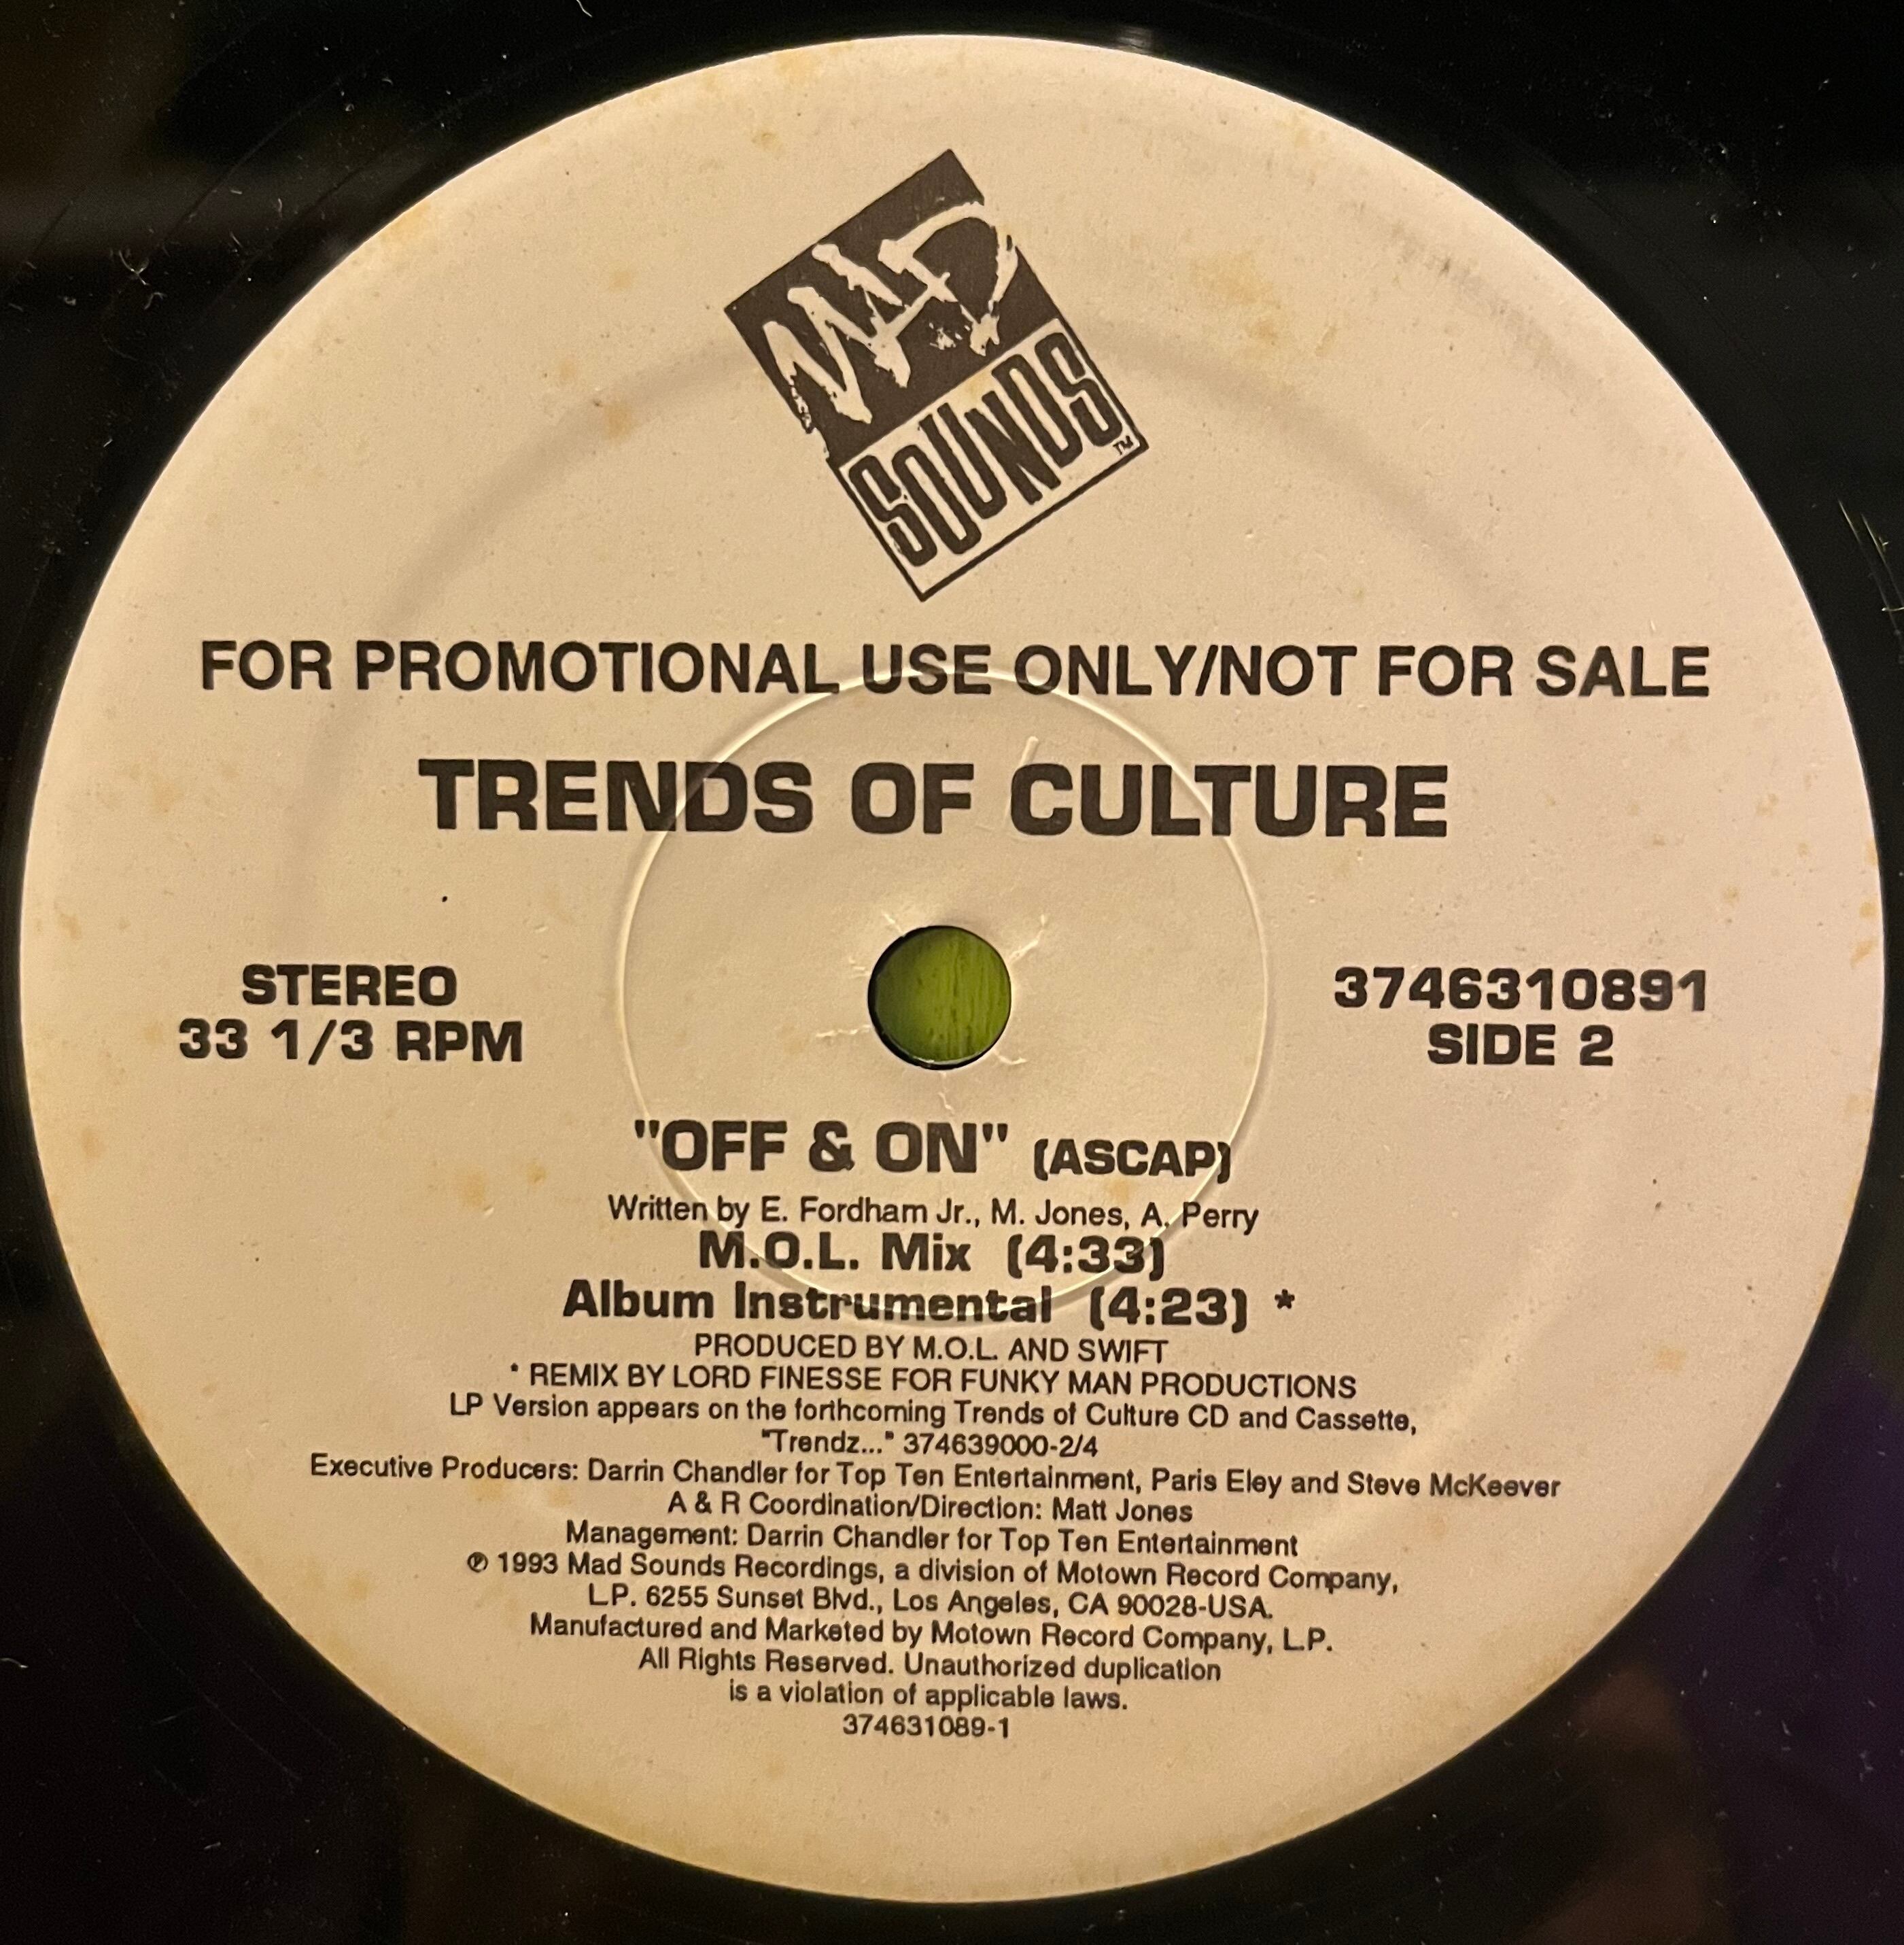 MAD
SOUNDS™
FOR PROMOTIONAL USE ONLY/NOT FOR SALE
TRENDS OF CULTURE
STEREO
33 1/3 RPM
3746310891
SIDE 2
"OFF & ON" (ASCAP)
Written by E. Fordham Jr., M. Jones, A. Perry
M.O.L. Mix (4:33)
Album Instrumental (4:23) *
PRODUCED BY M.O.L. AND SWIFT
* REMIX BY LORD FINESSE FOR FUNKY MAN PRODUCTIONS
LP Version appears on the forthcoming Trends of Culture CD and Cassette,
"Trendz..." 374639000-2/4
Executive Producers: Darrin Chandler for Top Ten Entertainment, Paris Eley and Steve McKeever
A & R Coordination/Direction: Matt Jones
Management: Darrin Chandler for Top Ten Entertainment
℗ 1993 Mad Sounds Recordings, a division of Motown Record Company,
L.P. 6255 Sunset Blvd., Los Angeles, CA 90028-USA.
Manufactured and Marketed by Motown Record Company, L.P.
All Rights Reserved. Unauthorized duplication
is a violation of applicable laws.
374631089-1